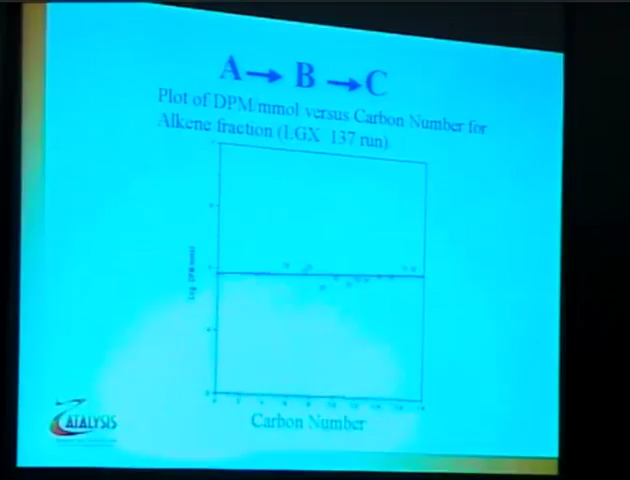 A→ B →C
Plot of DPM/mmol versus Carbon Number for
Alkene fraction (LGX 137 run)
Carbon Number
CATALYSIS